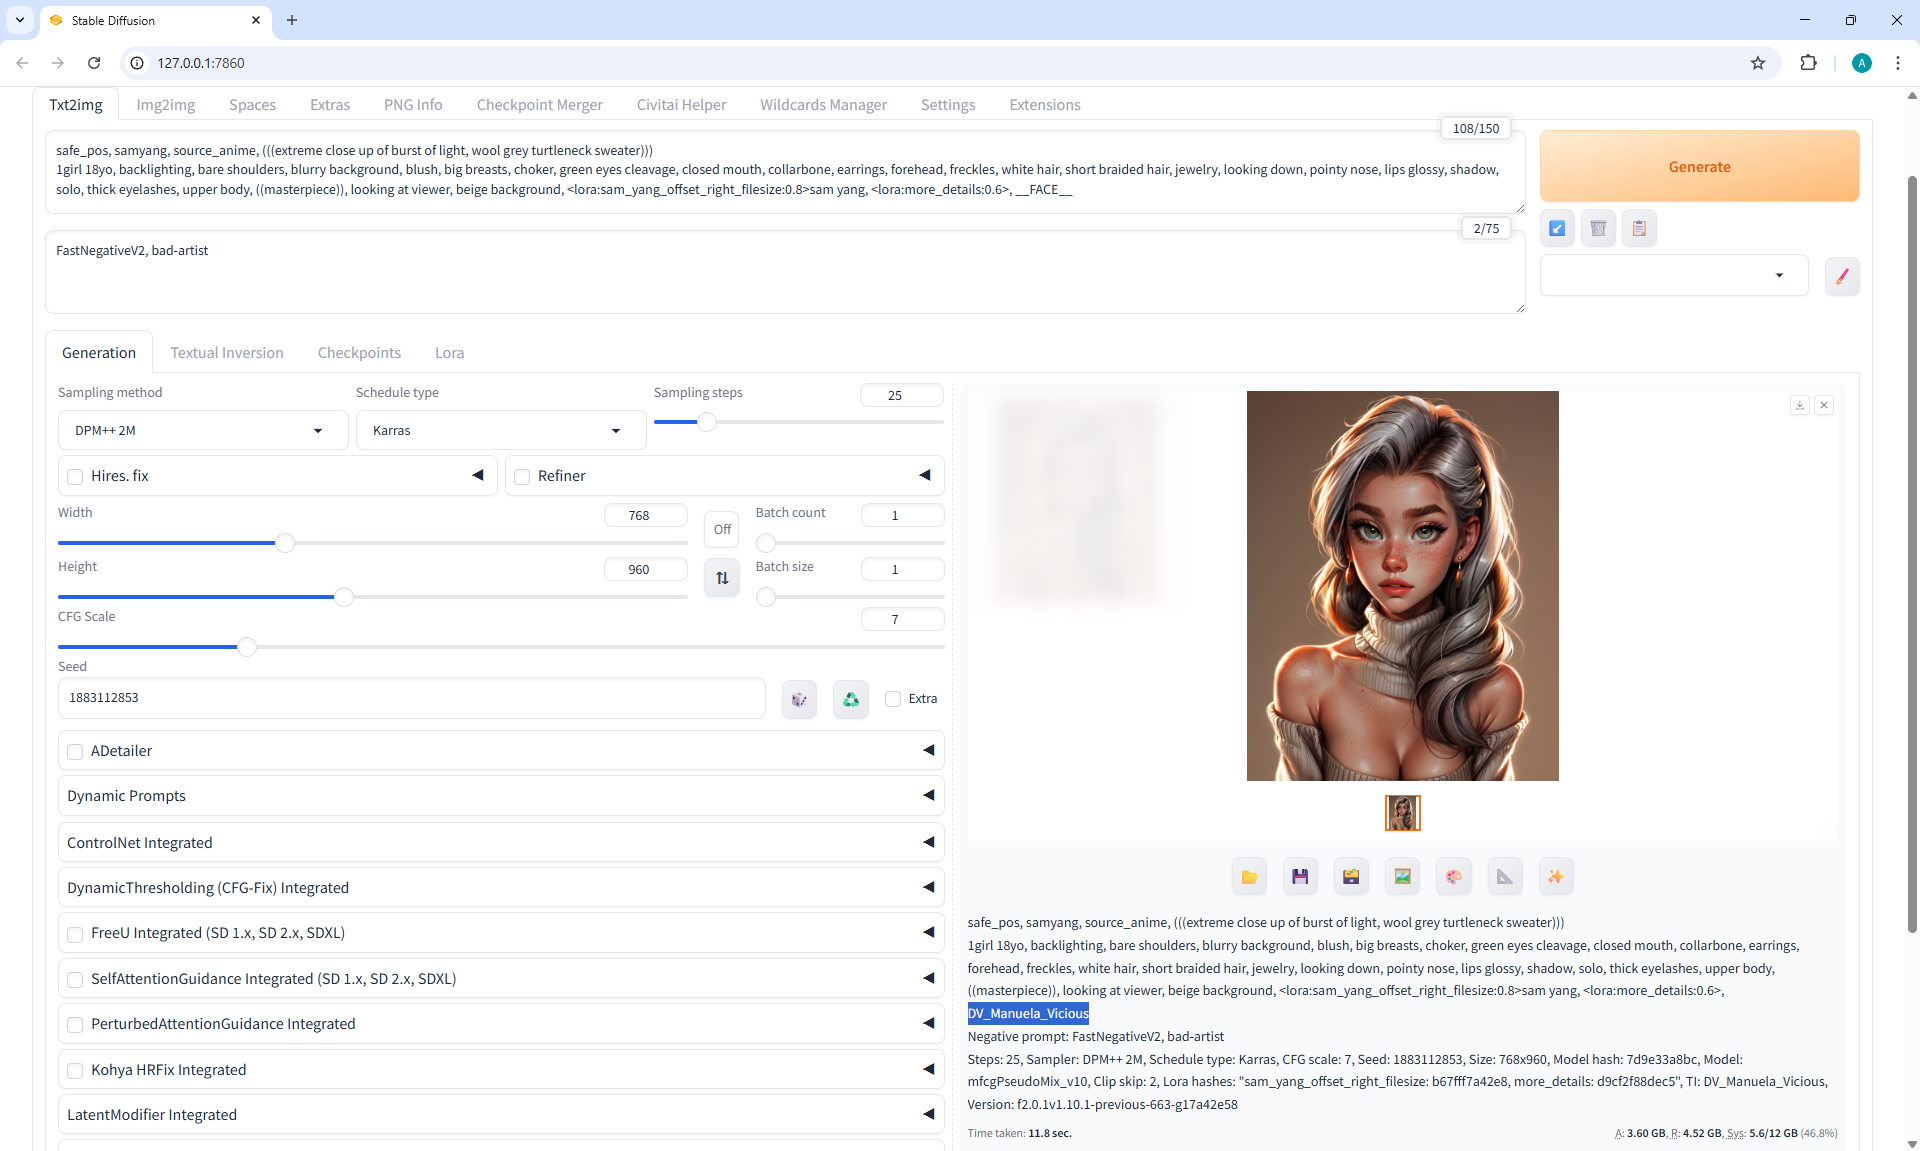 Stable Diffusion
127.0.0.1:7860
A
Txt2img Img2img Spaces Extras PNG Info Checkpoint Merger Civitai Helper Wildcards Manager Settings Extensions
108/150
safe_pos, samyang, source_anime, (((extreme close up of burst of light, wool grey turtleneck sweater)))
1girl 18yo, backlighting, bare shoulders, blurry background, blush, big breasts, choker, green eyes cleavage, closed mouth, collarbone, earrings, forehead, freckles, white hair, short braided hair, jewelry, looking down, pointy nose, lips glossy, shadow,
solo, thick eyelashes, upper body, ((masterpiece)), looking at viewer, beige background, <lora:sam_yang_offset_right_filesize:0.8>sam yang, <lora:more_details:0.6>, __FACE__
Generate
2/75
FastNegativeV2, bad-artist
Generation Textual Inversion Checkpoints Lora
Sampling method Schedule type Sampling steps 25
DPM++ 2M Karras
Hires. fix Refiner
Width 768 Off Batch count 1
Height 960 Batch size 1
CFG Scale 7
Seed
1883112853 Extra
ADetailer
Dynamic Prompts
ControlNet Integrated
DynamicThresholding (CFG-Fix) Integrated
FreeU Integrated (SD 1.x, SD 2.x, SDXL)
SelfAttentionGuidance Integrated (SD 1.x, SD 2.x, SDXL)
PerturbedAttentionGuidance Integrated
Kohya HRFix Integrated
LatentModifier Integrated
safe_pos, samyang, source_anime, (((extreme close up of burst of light, wool grey turtleneck sweater)))
1girl 18yo, backlighting, bare shoulders, blurry background, blush, big breasts, choker, green eyes cleavage, closed mouth, collarbone, earrings,
forehead, freckles, white hair, short braided hair, jewelry, looking down, pointy nose, lips glossy, shadow, solo, thick eyelashes, upper body,
((masterpiece)), looking at viewer, beige background, <lora:sam_yang_offset_right_filesize:0.8>sam yang, <lora:more_details:0.6>,
DV_Manuela_Vicious
Negative prompt: FastNegativeV2, bad-artist
Steps: 25, Sampler: DPM++ 2M, Schedule type: Karras, CFG scale: 7, Seed: 1883112853, Size: 768x960, Model hash: 7d9e33a8bc, Model:
mfcgPseudoMix_v10, Clip skip: 2, Lora hashes: "sam_yang_offset_right_filesize: b67fff7a42e8, more_details: d9cf2f88dec5", TI: DV_Manuela_Vicious,
Version: f2.0.1v1.10.1-previous-663-g17a42e58
Time taken: 11.8 sec.
A: 3.60 GB, R: 4.52 GB, Sys: 5.6/12 GB (46.8%)